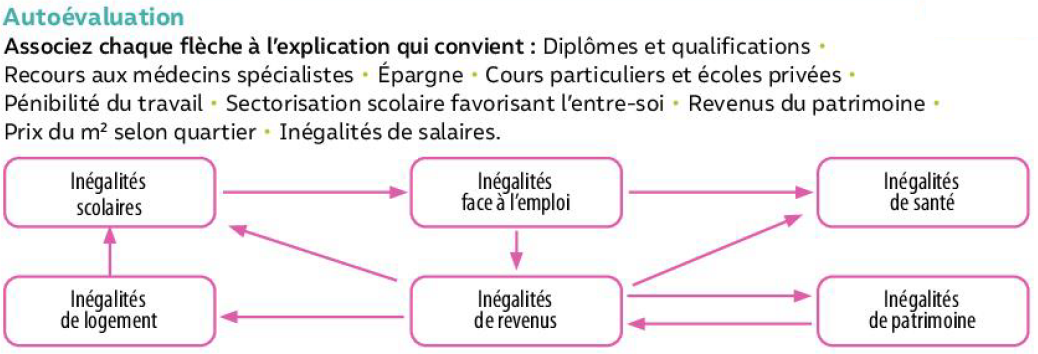 Autoévaluation
Associez chaque flèche à l'explication qui convient : Diplômes et qualifications •
Recours aux médecins spécialistes • Épargne • Cours particuliers et écoles privées •
Pénibilité du travail • Sectorisation scolaire favorisant l'entre-soi • Revenus du patrimoine •
Prix du m² selon quartier • Inégalités de salaires.
Inégalités
scolaires
Inégalités
face à l'emploi
Inégalités
de santé
Inégalités
de logement
Inégalités
de revenus
Inégalités
de patrimoine